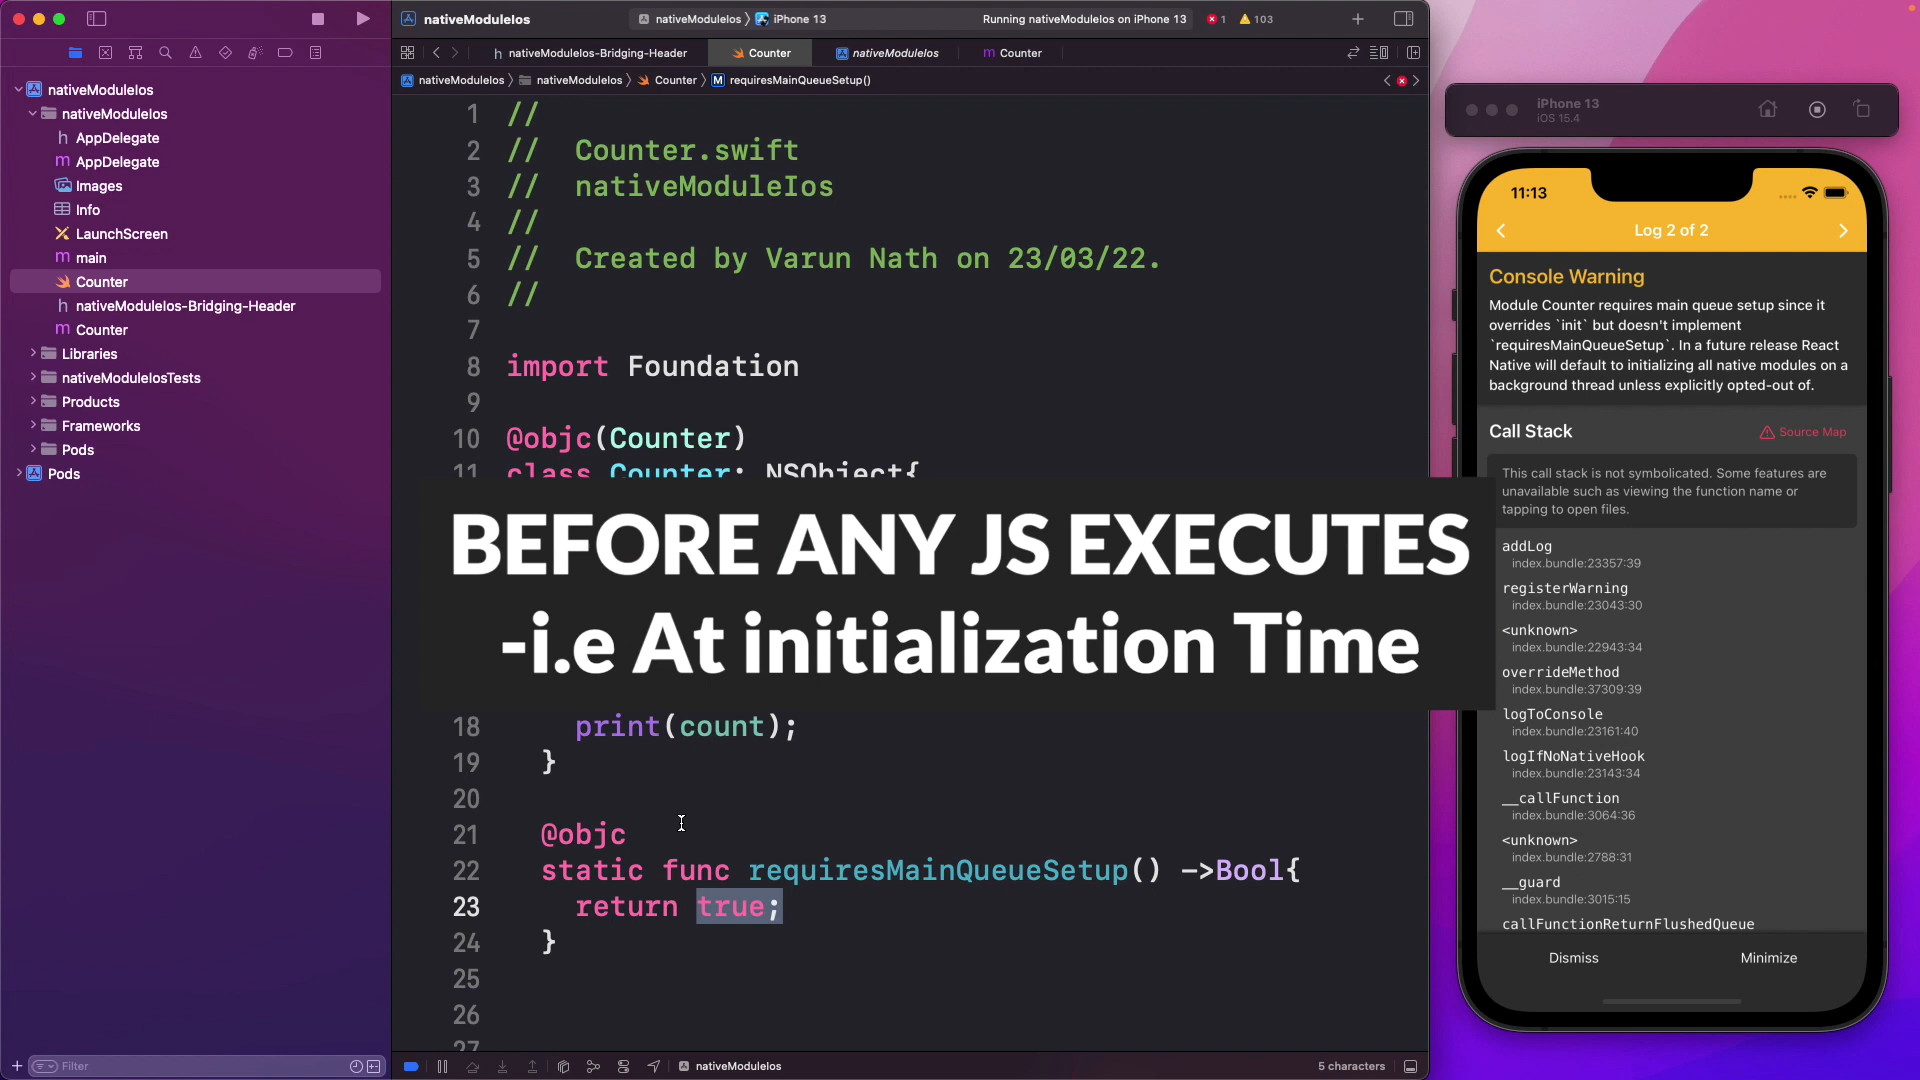 nativeModuleIos
nativeModuleIos
iPhone 13
Running nativeModuleIos on iPhone 13
1
103
nativeModuleIos-Bridging-Header
Counter
nativeModuleIos
Counter
nativeModuleIos
nativeModuleIos
Counter
M
requiresMainQueueSetup()
nativeModuleIos
nativeModuleIos
h AppDelegate
m AppDelegate
Images
Info
LaunchScreen
m main
Counter
h nativeModuleIos-Bridging-Header
m Counter
Libraries
nativeModuleIosTests
Products
Frameworks
Pods
Pods
Filter
1 //
2 //  Counter.swift
3 //  nativeModuleIos
4 //
5 //  Created by Varun Nath on 23/03/22.
6 //
7
8 import Foundation
9
10 @objc(Counter)
11 class Counter: NSObject{
BEFORE ANY JS EXECUTES
-i.e At initialization Time
18 print(count);
19 }
20
21 @objc
22 static func requiresMainQueueSetup() ->Bool{
23 return true;
24 }
25
26
27
nativeModuleIos
5 characters
iPhone 13
iOS 15.4
11:13
Log 2 of 2
Console Warning
Module Counter requires main queue setup since it
overrides `init` but doesn't implement
`requiresMainQueueSetup`. In a future release React
Native will default to initializing all native modules on a
background thread unless explicitly opted-out of.
Call Stack
Source Map
This call stack is not symbolicated. Some features are
unavailable such as viewing the function name or
tapping to open files.
addLog
index.bundle:23357:39
registerWarning
index.bundle:23043:30
<unknown>
index.bundle:22943:34
overrideMethod
index.bundle:37309:39
logToConsole
index.bundle:23161:40
logIfNoNativeHook
index.bundle:23143:34
__callFunction
index.bundle:3064:36
<unknown>
index.bundle:2788:31
__guard
index.bundle:3015:15
callFunctionReturnFlushedQueue
Dismiss
Minimize